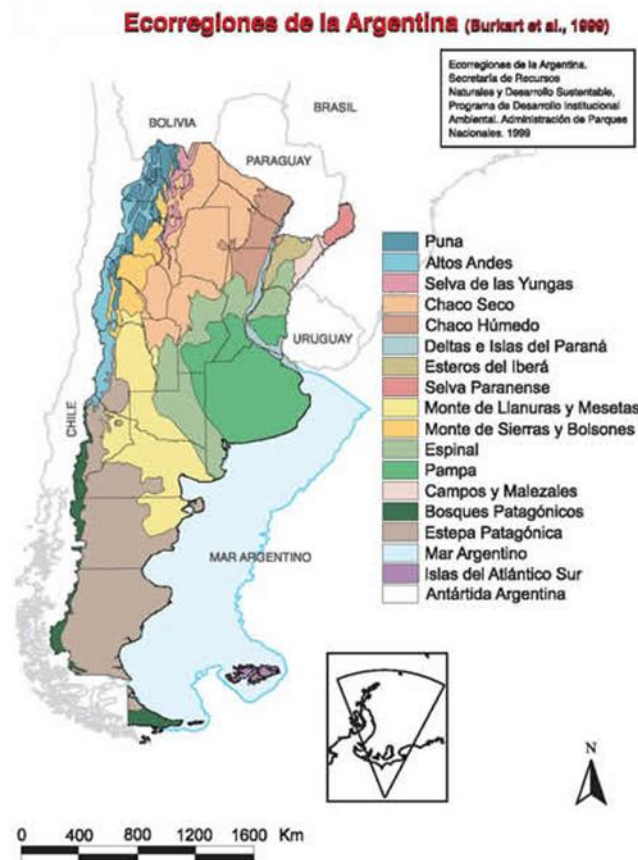 Ecorregiones de la Argentina (Burkart et al., 1999)
Ecorregiones de la Argentina.
Secretaría de Recursos
Naturales y Desarrollo Sustentable,
Programa de Desarrollo Institucional
Ambiental. Administración de Parques
Nacionales. 1999
BRASIL
BOLIVIA
PARAGUAY
URUGUAY
CHILE
MAR ARGENTINO
Puna
Altos Andes
Selva de las Yungas
Chaco Seco
Chaco Húmedo
Deltas e Islas del Paraná
Esteros del Iberá
Selva Paranense
Monte de Llanuras y Mesetas
Monte de Sierras y Bolsones
Espinal
Pampa
Campos y Malezales
Bosques Patagónicos
Estepa Patagónica
Mar Argentino
Islas del Atlántico Sur
Antártida Argentina
N
0 400 800 1200 1600 Km